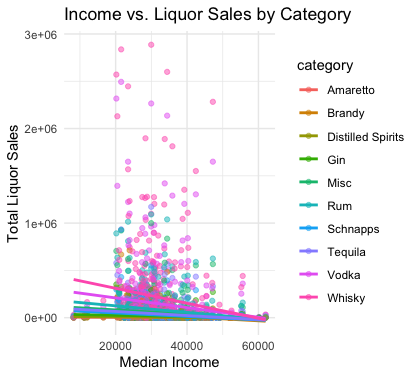 Income vs. Liquor Sales by Category
3e+06
2e+06
1e+06
0e+00
Total Liquor Sales
20000 40000 60000
Median Income
category
Amaretto
Brandy
Distilled Spirits
Gin
Misc
Rum
Schnapps
Tequila
Vodka
Whisky